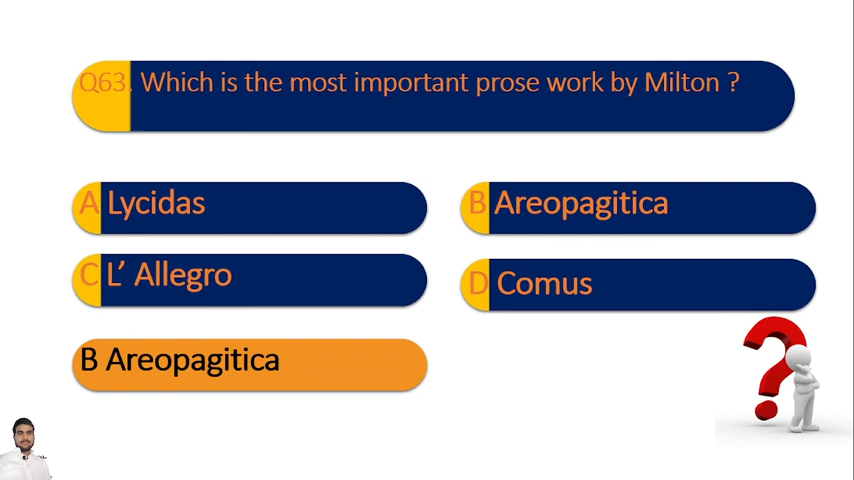 Q63. Which is the most important prose work by Milton ?
A Lycidas
B Areopagitica
C L’ Allegro
D Comus
B Areopagitica